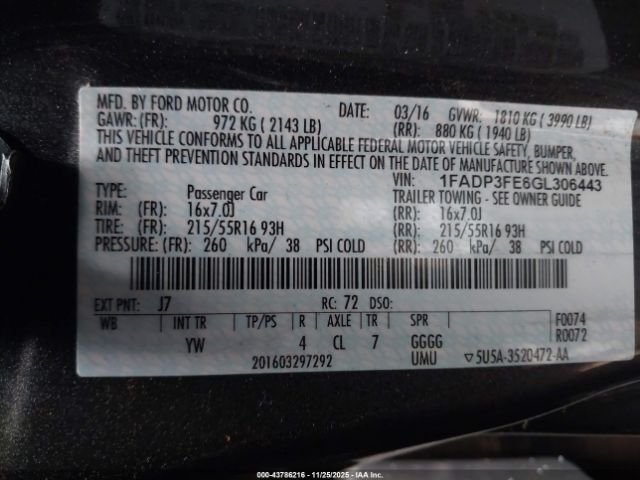 MFD. BY FORD MOTOR CO. DATE: 03/16 GVWR: 1810 KG ( 3990 LB)
GAWR: (FR): 972 KG ( 2143 LB) (RR): 880 KG ( 1940 LB)
THIS VEHICLE CONFORMS TO ALL APPLICABLE FEDERAL MOTOR VEHICLE SAFETY, BUMPER,
AND THEFT PREVENTION STANDARDS IN EFFECT ON THE DATE OF MANUFACTURE SHOWN ABOVE.
VIN: 1FADP3FE6GL306443
TYPE: Passenger Car TRAILER TOWING - SEE OWNER GUIDE
RIM: (FR): 16x7.0J (RR): 16x7.0J
TIRE: (FR): 215/55R16 93H (RR): 215/55R16 93H
PRESSURE: (FR): 260 kPa/ 38 PSI COLD (RR): 260 kPa/ 38 PSI COLD
EXT PNT: J7 RC: 72 DSO:
WB INT TR TP/PS R AXLE TR SPR F0074
YW 4 CL 7 GGGG R0072
201603297292 UMU ▽5U5A-3520472-AA
000-43786216 - 11/25/2025 - IAA Inc.